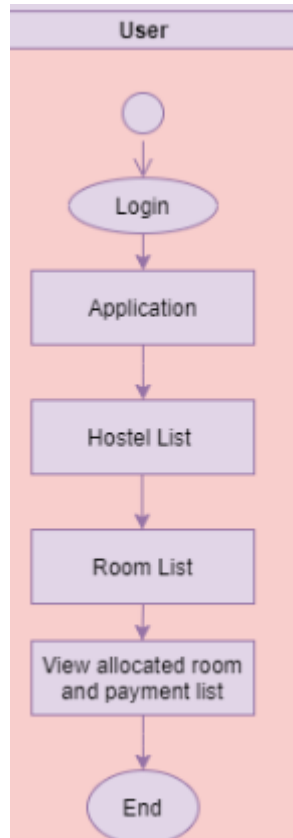 User
Login
Application
Hostel List
Room List
View allocated room
and payment list
End